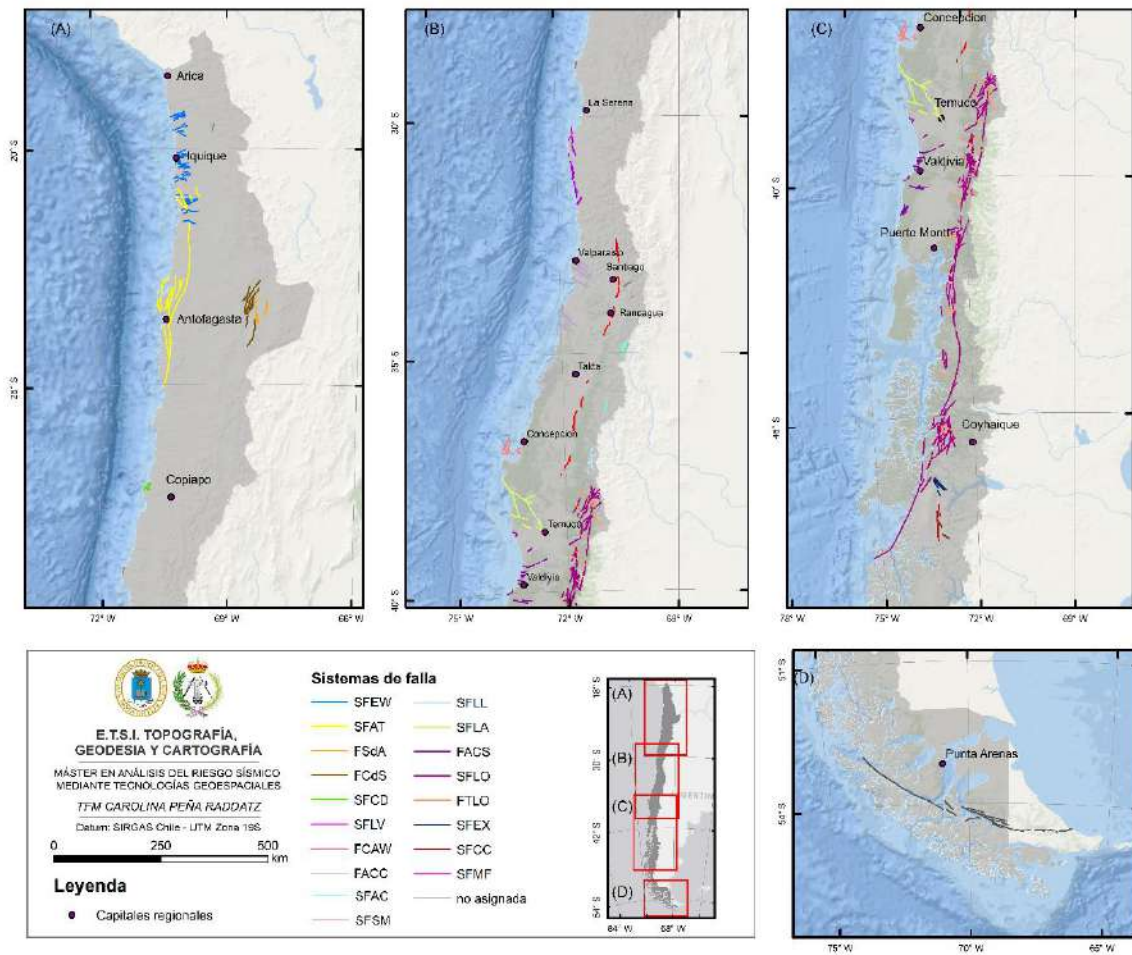 (A)
Arica
20° S
Iquique
Antofagasta
25° S
Copiapo
72° W
69° W
66° W
(B)
La Serena
30° S
Valparaiso
Santiago
Rancagua
35° S
Talca
Concepcion
Temuco
Valdivia
40° S
75° W
72° W
69° W
(C)
Concepcion
Temuco
Valdivia
40° S
Puerto Montt
45° S
Coyhaique
78° W
75° W
72° W
69° W
E.T.S.I. TOPOGRAFÍA,
GEODESIA Y CARTOGRAFÍA
MÁSTER EN ANÁLISIS DEL RIESGO SÍSMICO
MEDIANTE TECNOLOGÍAS GEOESPACIALES
TFM CAROLINA PEÑA RADDATZ
Datum: SIRGAS Chile - UTM Zona 19S
0 250 500
km
Leyenda
Capitales regionales
Sistemas de falla
SFEW
SFAT
FSdA
FCdS
SFCD
SFLV
FCAW
FACC
SFAC
SFSM
SFLL
SFLA
FACS
SFLO
FTLO
SFEX
SFCC
SFMF
no asignada
(A)
(B)
(C)
(D)
18° S
30° S
42° S
54° S
84° W
68° W
(D)
51° S
Punta Arenas
54° S
75° W
70° W
65° W